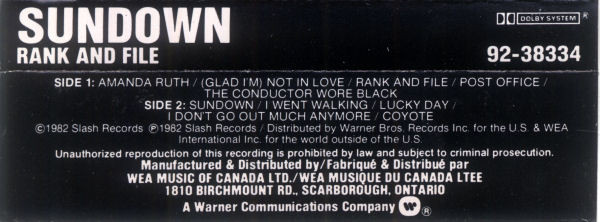 SUNDOWN
DOLBY SYSTEM ®
RANK AND FILE
92-38334
SIDE 1: AMANDA RUTH / (GLAD I'M) NOT IN LOVE / RANK AND FILE / POST OFFICE /
THE CONDUCTOR WORE BLACK
SIDE 2: SUNDOWN / I WENT WALKING / LUCKY DAY /
I DON'T GO OUT MUCH ANYMORE / COYOTE
©1982 Slash Records ℗1982 Slash Records / Distributed by Warner Bros. Records Inc. for the U.S. & WEA
International Inc. for the world outside of the U.S.
Unauthorized reproduction of this recording is prohibited by law and subject to criminal prosecution.
Manufactured & Distributed by/Fabriqué & Distribué par
WEA MUSIC OF CANADA LTD./WEA MUSIQUE DU CANADA LTEE
1810 BIRCHMOUNT RD., SCARBOROUGH, ONTARIO
A Warner Communications Company ®